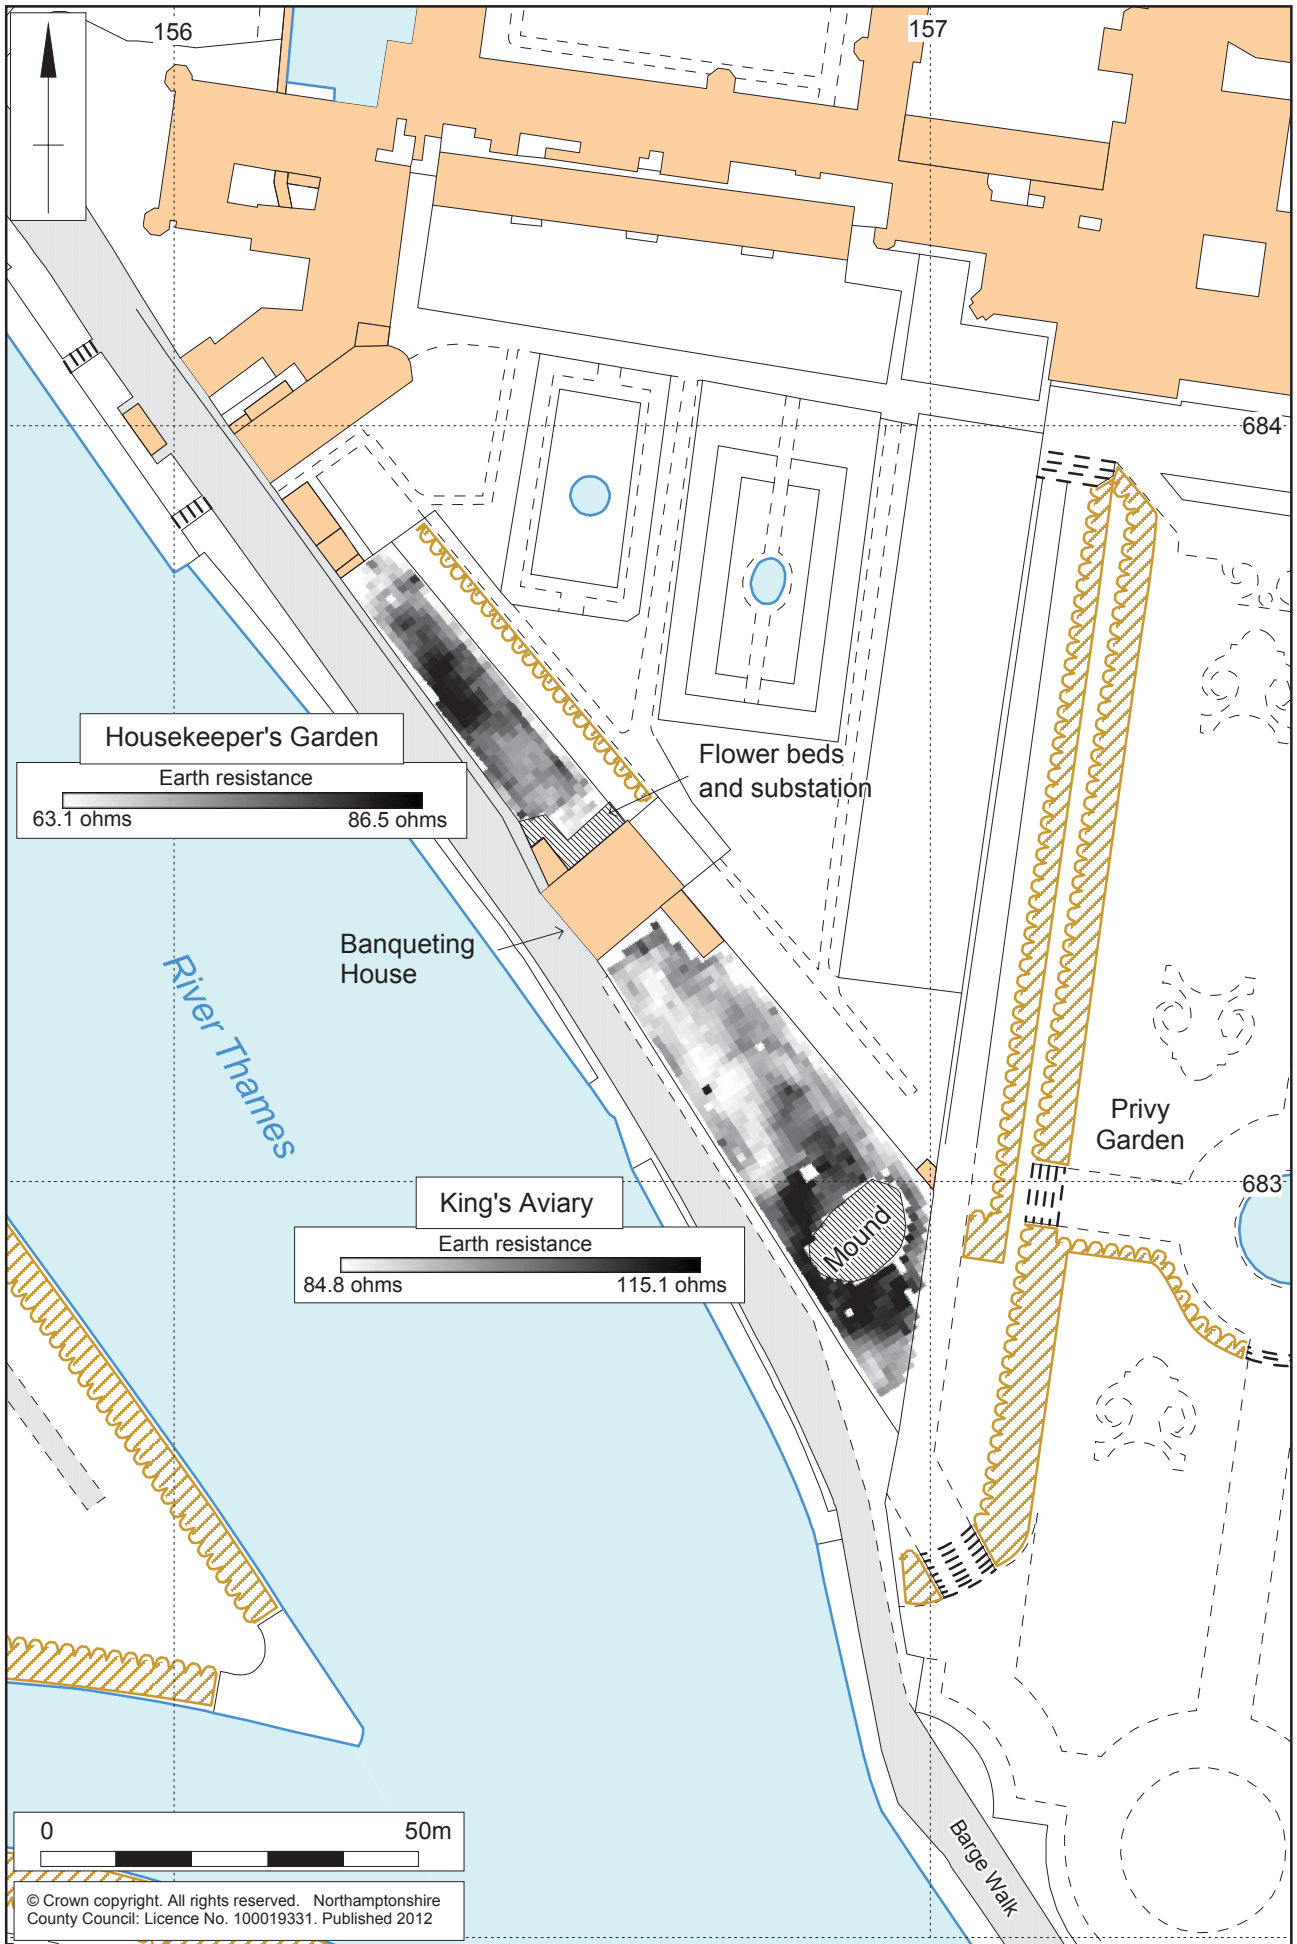 156
157
684
Housekeeper's Garden
Earth resistance
63.1 ohms 86.5 ohms
Flower beds
and substation
Banqueting
House
River Thames
Privy
Garden
683
King's Aviary
Earth resistance
84.8 ohms 115.1 ohms
Mound
0 50m
Barge Walk
© Crown copyright. All rights reserved. Northamptonshire
County Council: Licence No. 100019331. Published 2012